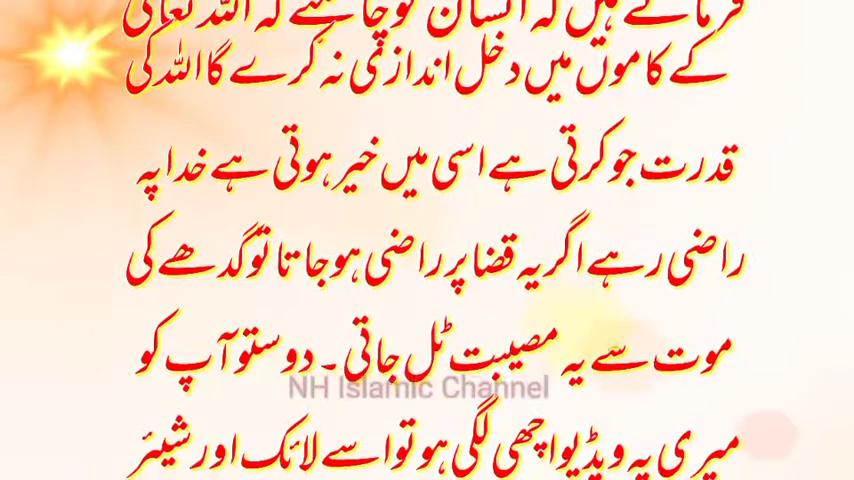 فرماتے ہیں کہ انسان کو چاہئے کہ اللہ تعالیٰ
کے کاموں میں دخل اندازی نہ کرے گا اللہ کی
قدرت جو کرتی ہے اسی میں خیر ہوتی ہے خدا پہ
راضی رہے اگر یہ قضا پر راضی ہو جاتا تو گدھے کی
موت سے یہ مصیبت ٹل جاتی ۔ دوستو آپ کو
NH Islamic Channel
میری یہ ویڈیو اچھی لگی ہو تو اسے لائک اور شیئر